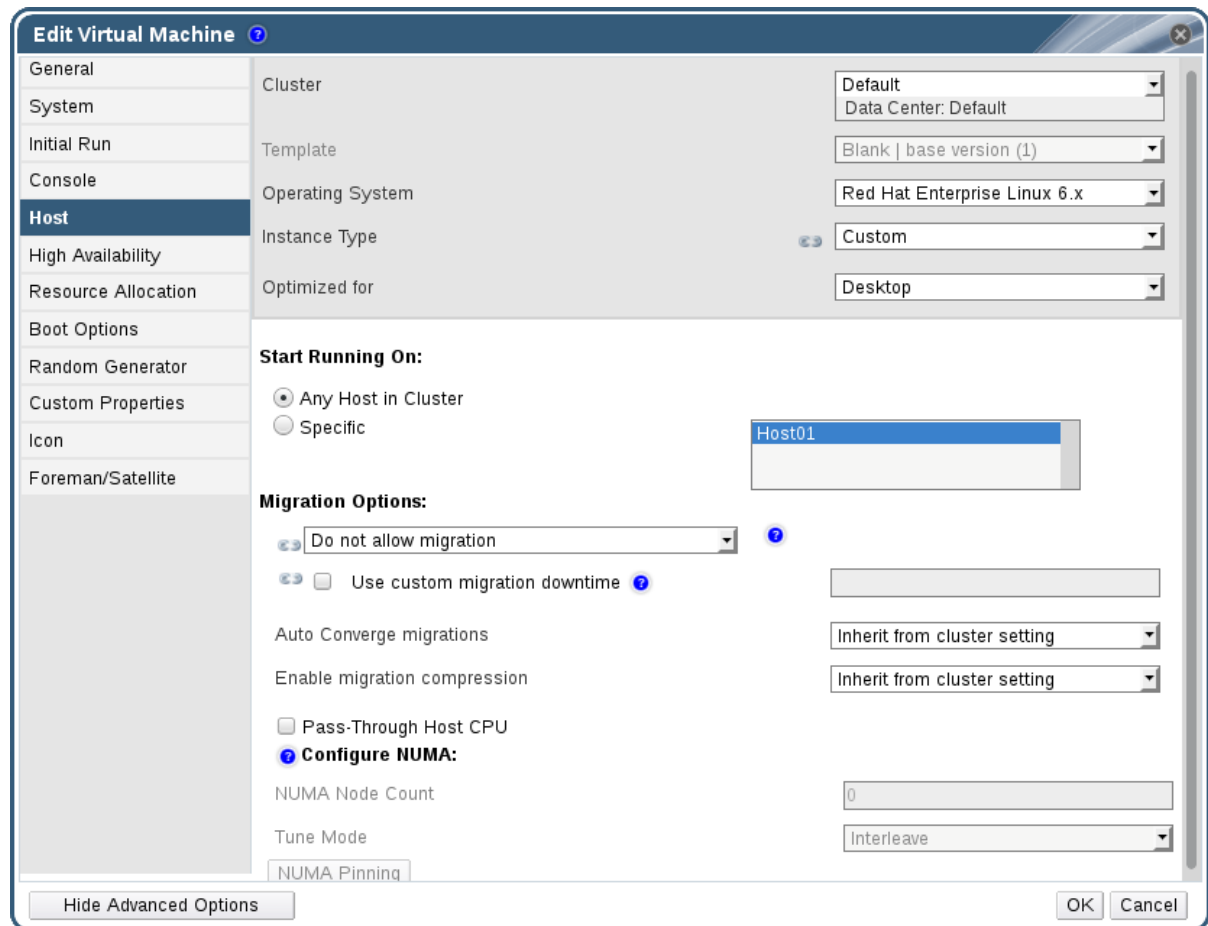 Edit Virtual Machine ?
General
System
Initial Run
Console
Host
High Availability
Resource Allocation
Boot Options
Random Generator
Custom Properties
Icon
Foreman/Satellite
Cluster
Default
Data Center: Default
Template
Blank | base version (1)
Operating System
Red Hat Enterprise Linux 6.x
Instance Type
Custom
Optimized for
Desktop
Start Running On:
Any Host in Cluster
Specific
Host01
Migration Options:
Do not allow migration ?
Use custom migration downtime ?
Auto Converge migrations
Inherit from cluster setting
Enable migration compression
Inherit from cluster setting
Pass-Through Host CPU
? Configure NUMA:
NUMA Node Count
0
Tune Mode
Interleave
NUMA Pinning
Hide Advanced Options
OK
Cancel